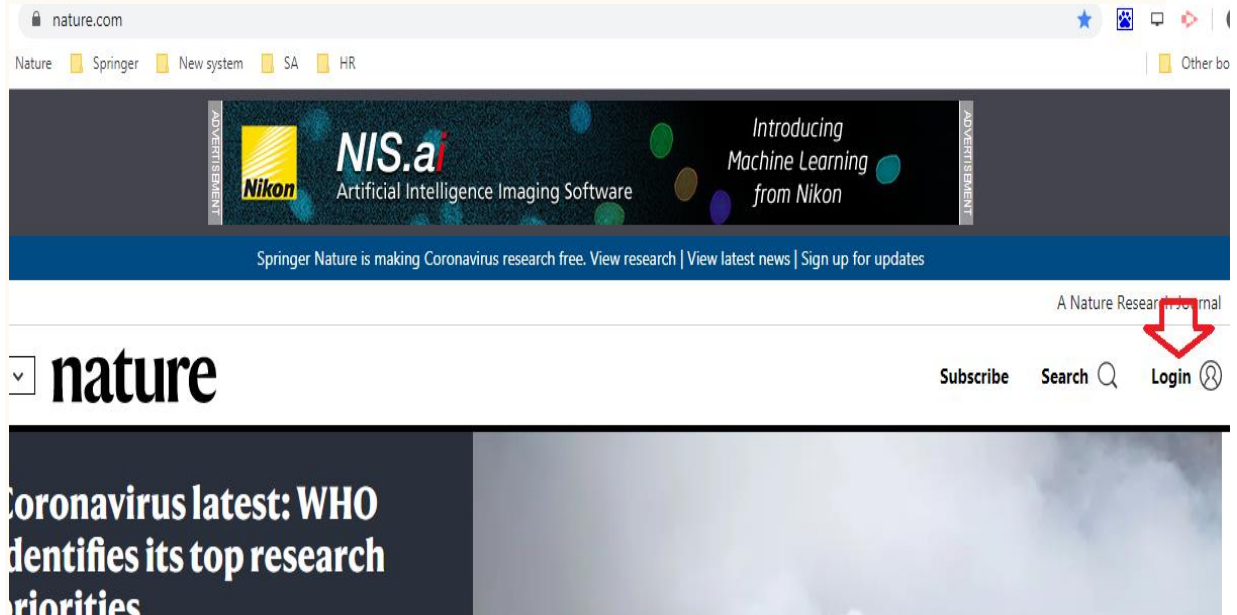 nature.com
Nature Springer New system SA HR Other bo
ADVERTISEMENT
Nikon
NIS.ai
Artificial Intelligence Imaging Software
Introducing
Machine Learning
from Nikon
ADVERTISEMENT
Springer Nature is making Coronavirus research free. View research | View latest news | Sign up for updates
A Nature Research Journal
nature
Subscribe Search Login
Coronavirus latest: WHO
identifies its top research
priorities